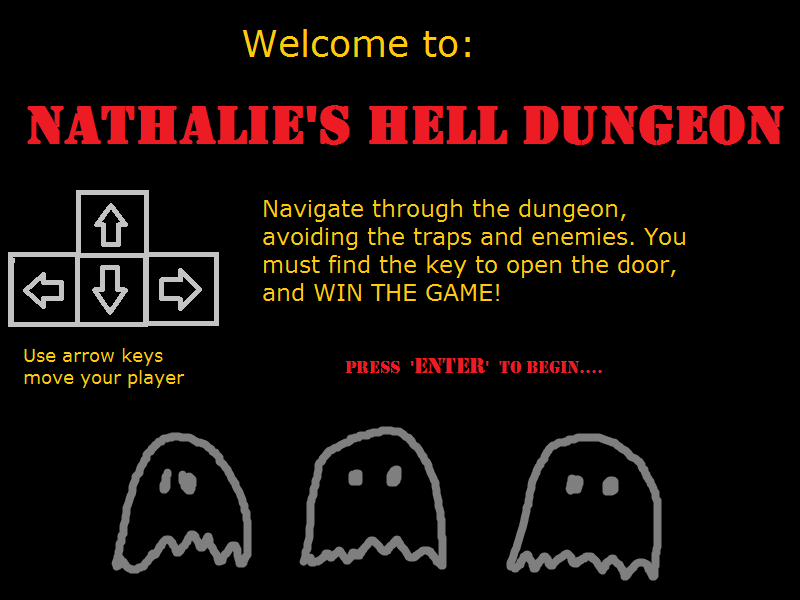 Welcome to:
NATHALIE'S HELL DUNGEON
Navigate through the dungeon,
avoiding the traps and enemies. You
must find the key to open the door,
and WIN THE GAME!
Use arrow keys
move your player
PRESS 'ENTER' TO BEGIN....